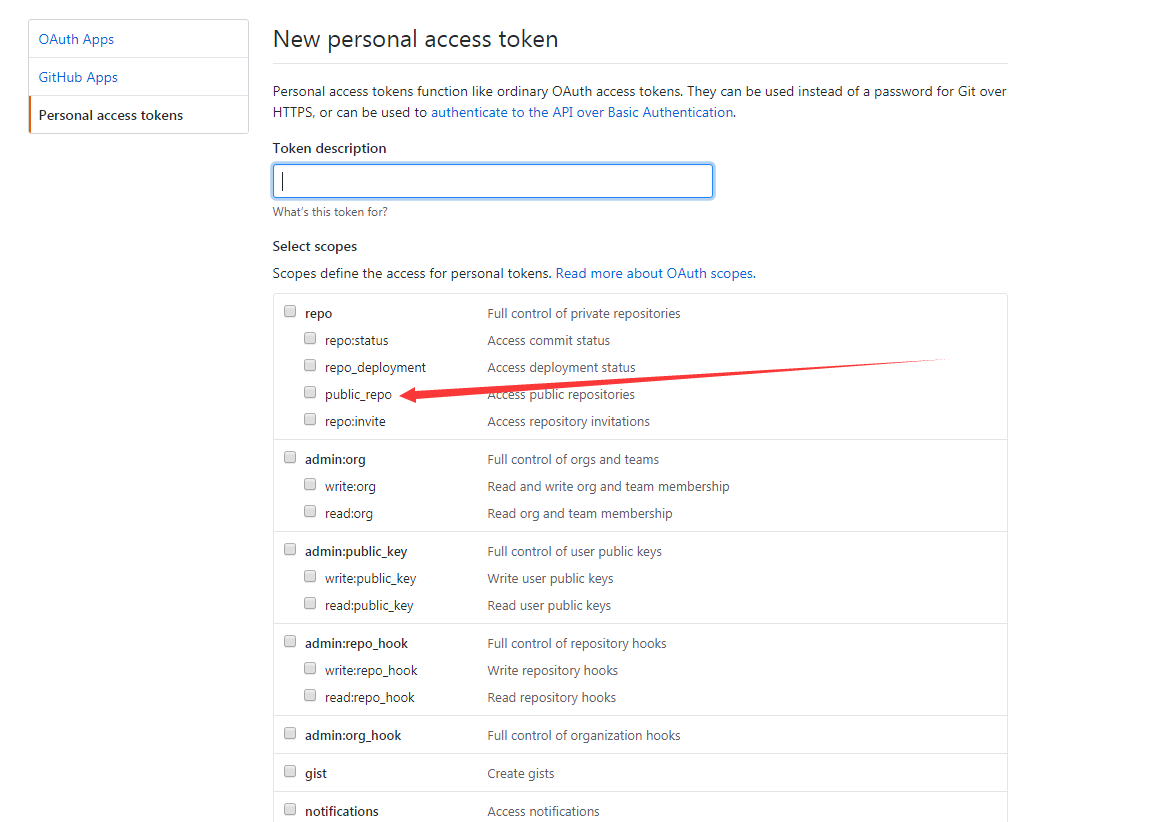 OAuth Apps
GitHub Apps
Personal access tokens
New personal access token
Personal access tokens function like ordinary OAuth access tokens. They can be used instead of a password for Git over
HTTPS, or can be used to authenticate to the API over Basic Authentication.
Token description
What's this token for?
Select scopes
Scopes define the access for personal tokens. Read more about OAuth scopes.
repo Full control of private repositories
repo:status Access commit status
repo_deployment Access deployment status
public_repo Access public repositories
repo:invite Access repository invitations
admin:org Full control of orgs and teams
write:org Read and write org and team membership
read:org Read org and team membership
admin:public_key Full control of user public keys
write:public_key Write user public keys
read:public_key Read user public keys
admin:repo_hook Full control of repository hooks
write:repo_hook Write repository hooks
read:repo_hook Read repository hooks
admin:org_hook Full control of organization hooks
gist Create gists
notifications Access notifications